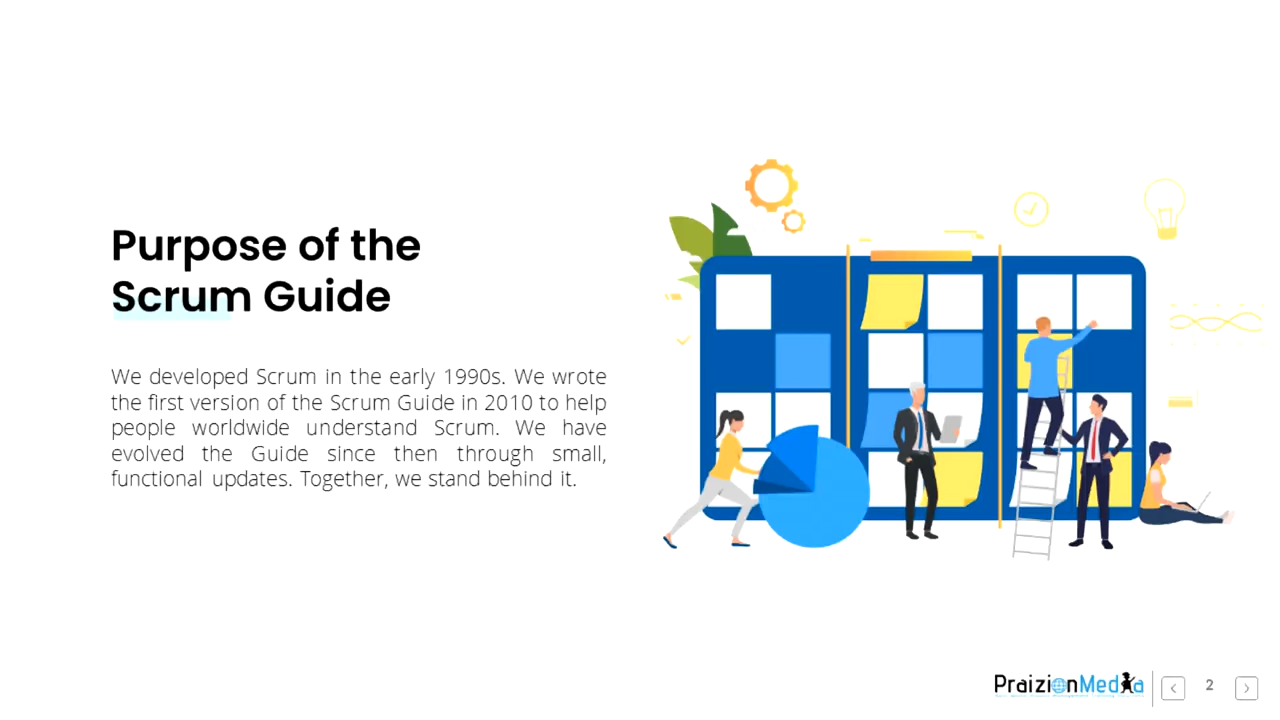 Purpose of the
Scrum Guide
We developed Scrum in the early 1990s. We wrote
the first version of the Scrum Guide in 2010 to help
people worldwide understand Scrum. We have
evolved the Guide since then through small,
functional updates. Together, we stand behind it.
PraizionMedia
2